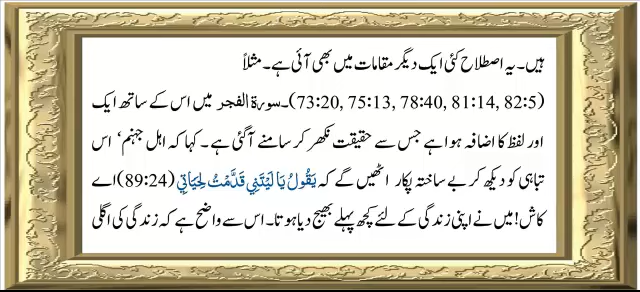 ہیں۔ یہ اصطلاح کئی ایک دیگر مقامات میں بھی آئی ہے۔ مثلاً
(73:20, 75:13, 78:40, 81:14, 82:5)۔ سورۃ الفجر میں اس کے ساتھ ایک
اور لفظ کا اضافہ ہوا ہے جس سے حقیقت نکھر کر سامنے آگئی ہے۔ کہا کہ اہل جہنم‘ اس
تباہی کو دیکھ کر بے ساختہ پکار اٹھیں گے کہ يَقُولُ يَا لَيْتَنِي قَدَّمْتُ لِحَيَاتِي (89:24) اے
کاش! میں نے اپنی زندگی کے لئے کچھ پہلے بھیج دیا ہوتا۔ اس سے واضح ہے کہ زندگی کی اگلی